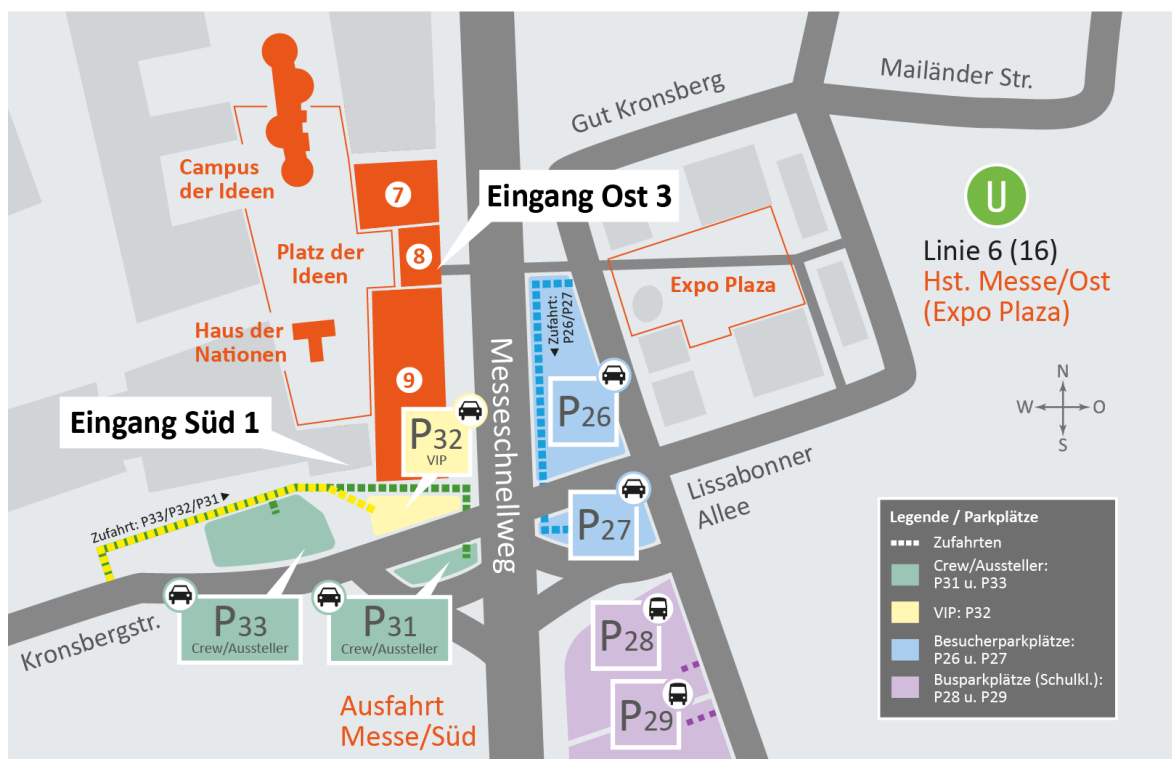 Mailänder Str.
Gut Kronsberg
Campus
der Ideen
7
Eingang Ost 3
U
Linie 6 (16)
Hst. Messe/Ost
(Expo Plaza)
Platz der
Ideen
8
Expo Plaza
Zufahrt:
P26/P27
Haus der
Nationen
9
Messeschnellweg
P26
N
W
O
S
Eingang Süd 1
P32
VIP
Lissabonner
Allee
Zufahrt: P33/P32/P31
P27
Legende / Parkplätze
Zufahrten
Crew/Aussteller:
P31 u. P33
VIP: P32
Besucherparkplätze:
P26 u. P27
Busparkplätze (Schulkl.):
P28 u. P29
Kronsbergstr.
P33
Crew/Aussteller
P31
Crew/Aussteller
P28
P29
Ausfahrt
Messe/Süd